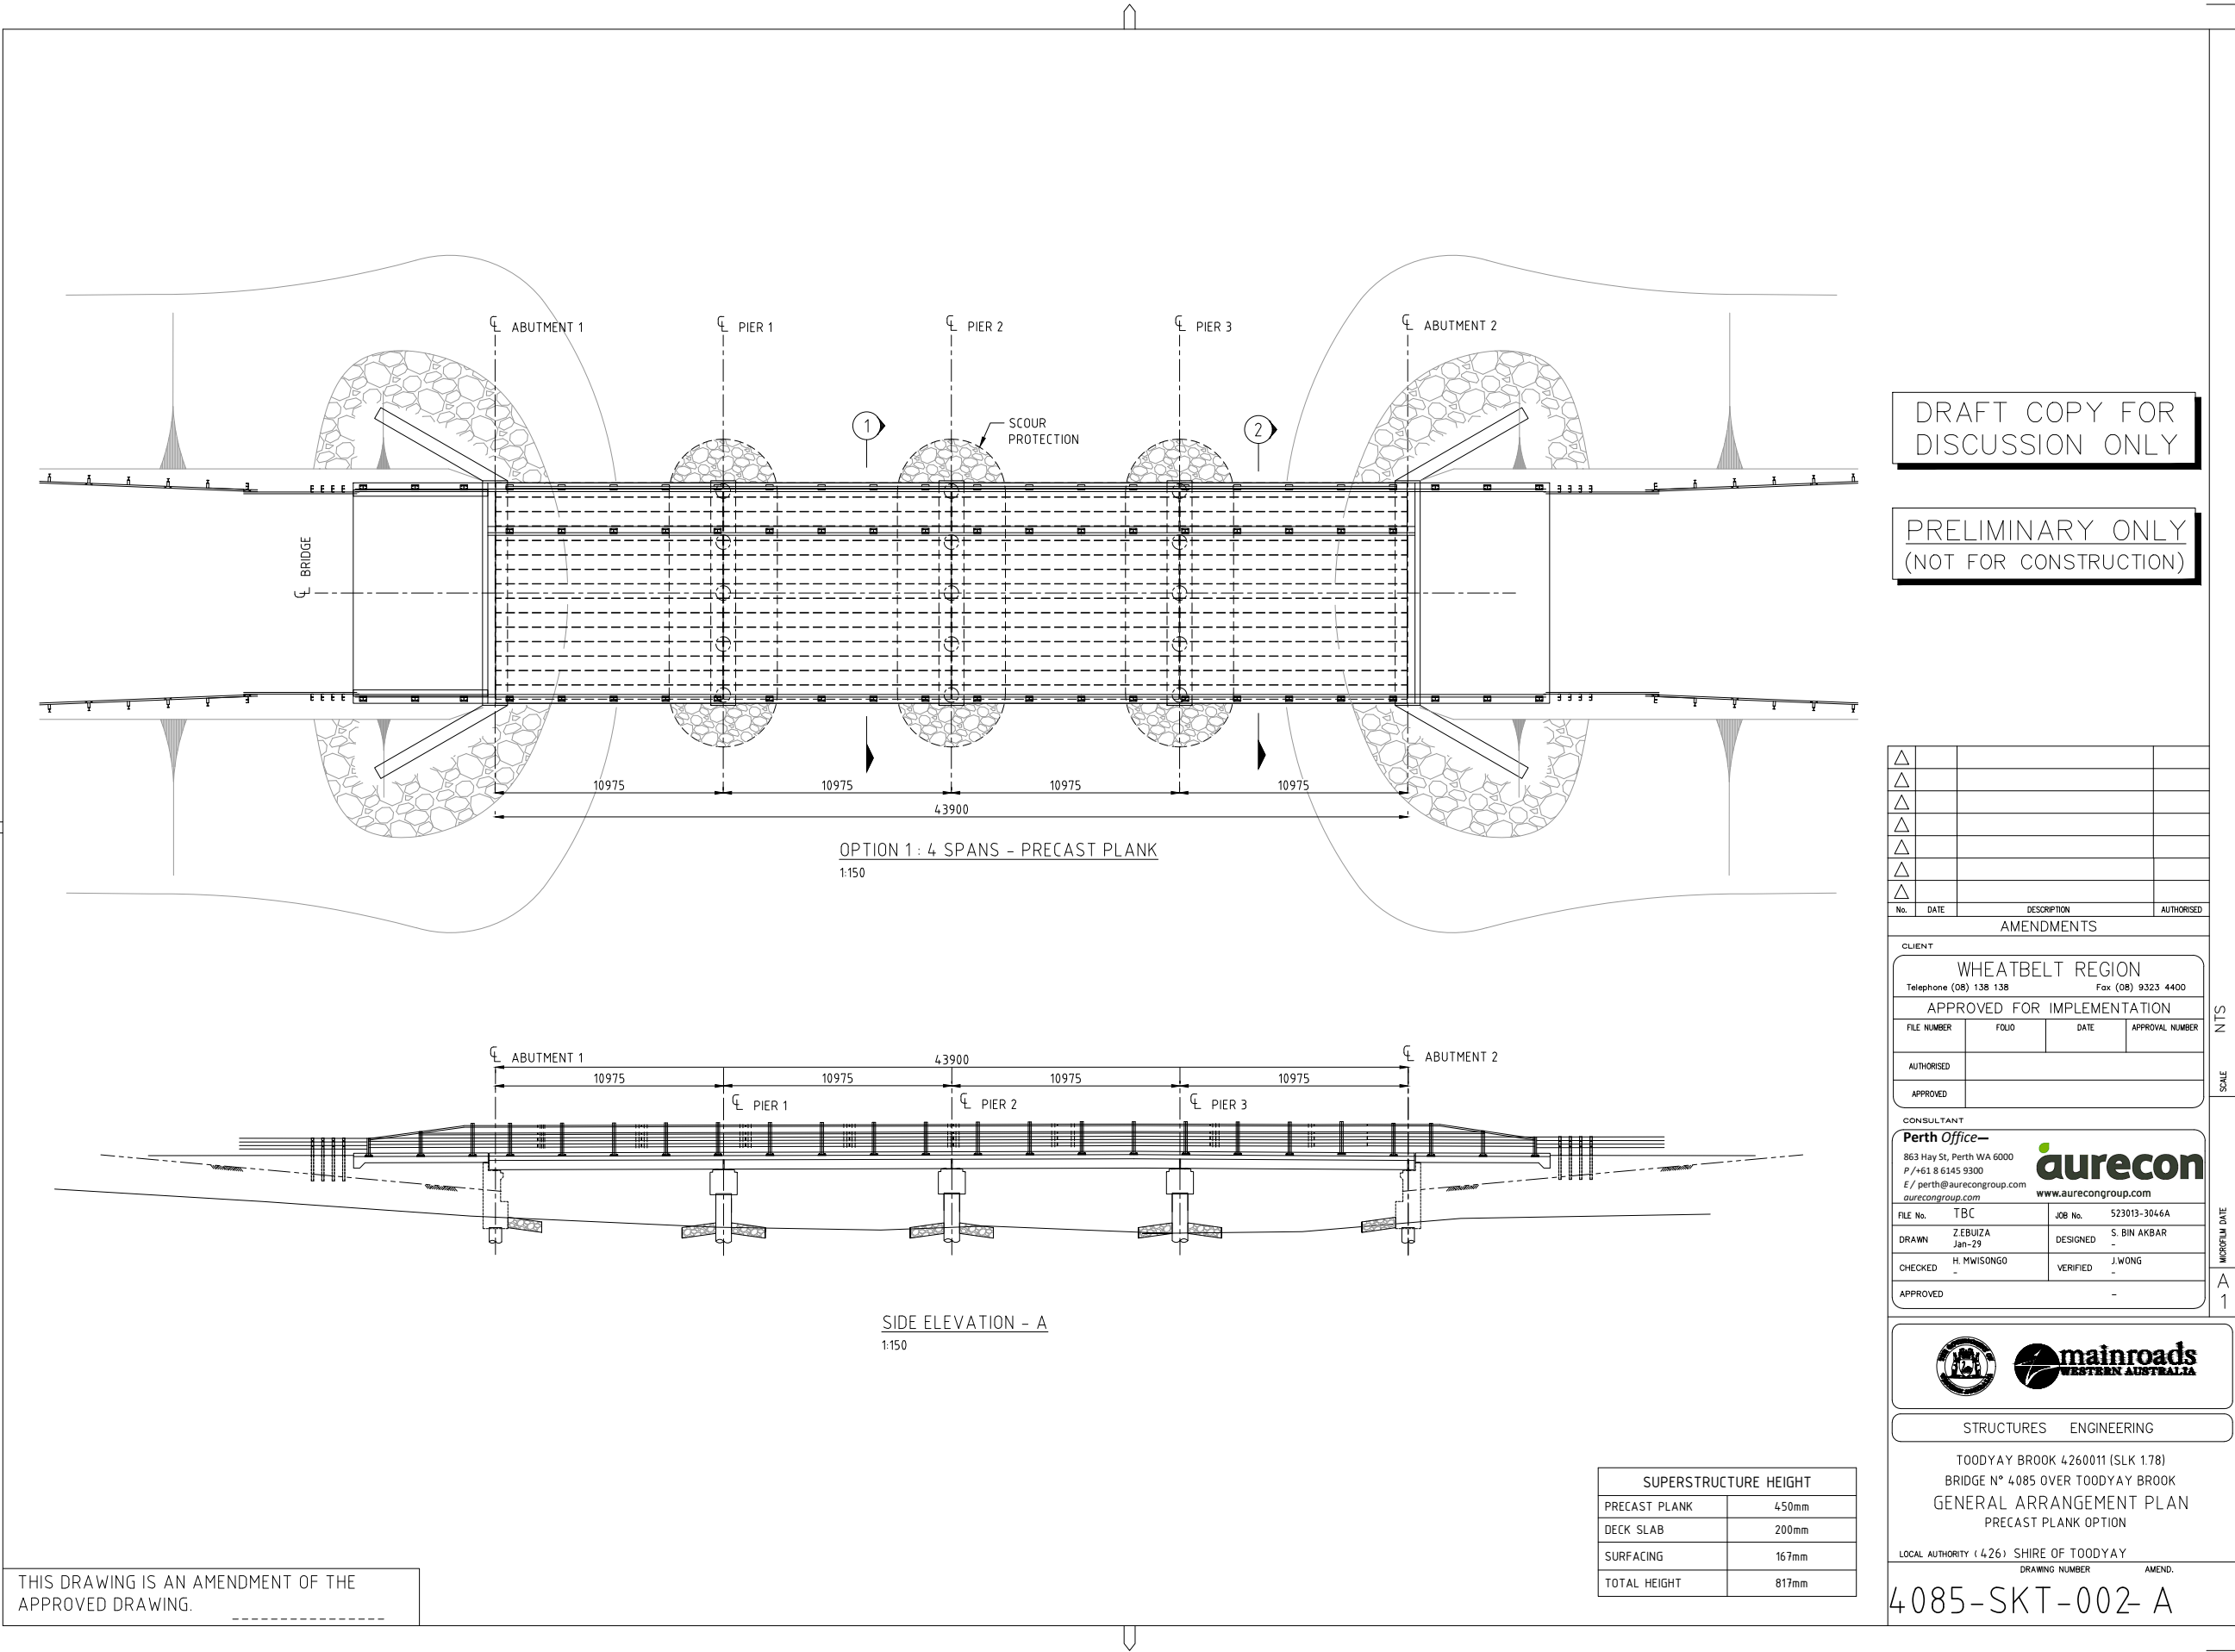 ℄ ABUTMENT 1
℄ PIER 1
℄ PIER 2
℄ PIER 3
℄ ABUTMENT 2
1
SCOUR
PROTECTION
2
℄ BRIDGE
10975
10975
10975
10975
43900
OPTION 1 : 4 SPANS - PRECAST PLANK
1:150
℄ ABUTMENT 1
43900
℄ ABUTMENT 2
10975
10975
10975
10975
℄ PIER 1
℄ PIER 2
℄ PIER 3
SIDE ELEVATION - A
1:150
SUPERSTRUCTURE HEIGHT
PRECAST PLANK 450mm
DECK SLAB 200mm
SURFACING 167mm
TOTAL HEIGHT 817mm
THIS DRAWING IS AN AMENDMENT OF THE
APPROVED DRAWING.
DRAFT COPY FOR
DISCUSSION ONLY
PRELIMINARY ONLY
(NOT FOR CONSTRUCTION)
No. DATE DESCRIPTION AUTHORISED
AMENDMENTS
CLIENT
WHEATBELT REGION
Telephone (08) 138 138 Fax (08) 9323 4400
APPROVED FOR IMPLEMENTATION
FILE NUMBER FOLIO DATE APPROVAL NUMBER
AUTHORISED
APPROVED
CONSULTANT
Perth Office—
863 Hay St, Perth WA 6000
P /+61 8 6145 9300
E / perth@aurecongroup.com
aurecongroup.com
aurecon
www.aurecongroup.com
FILE No. TBC JOB No. 523013-3046A
DRAWN Z.EBUIZA
Jan-29
DESIGNED S. BIN AKBAR
-
CHECKED H. MWISONGO
-
VERIFIED J.WONG
-
APPROVED -
NTS
SCALE
MICROFILM DATE
A
1
mainroads
WESTERN AUSTRALIA
STRUCTURES ENGINEERING
TOODYAY BROOK 4260011 (SLK 1.78)
BRIDGE N° 4085 OVER TOODYAY BROOK
GENERAL ARRANGEMENT PLAN
PRECAST PLANK OPTION
LOCAL AUTHORITY (426) SHIRE OF TOODYAY
DRAWING NUMBER AMEND.
4085-SKT-002- A